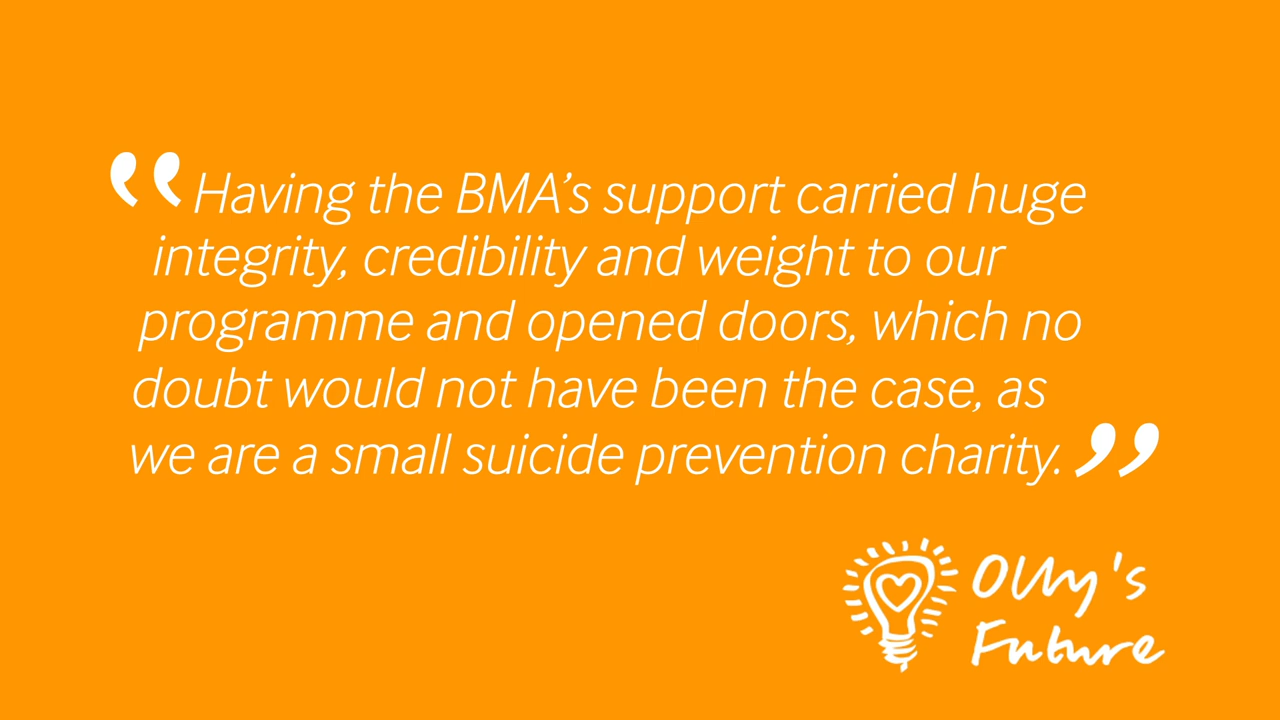 “Having the BMA’s support carried huge
integrity, credibility and weight to our
programme and opened doors, which no
doubt would not have been the case, as
we are a small suicide prevention charity.”
Olly's
Future